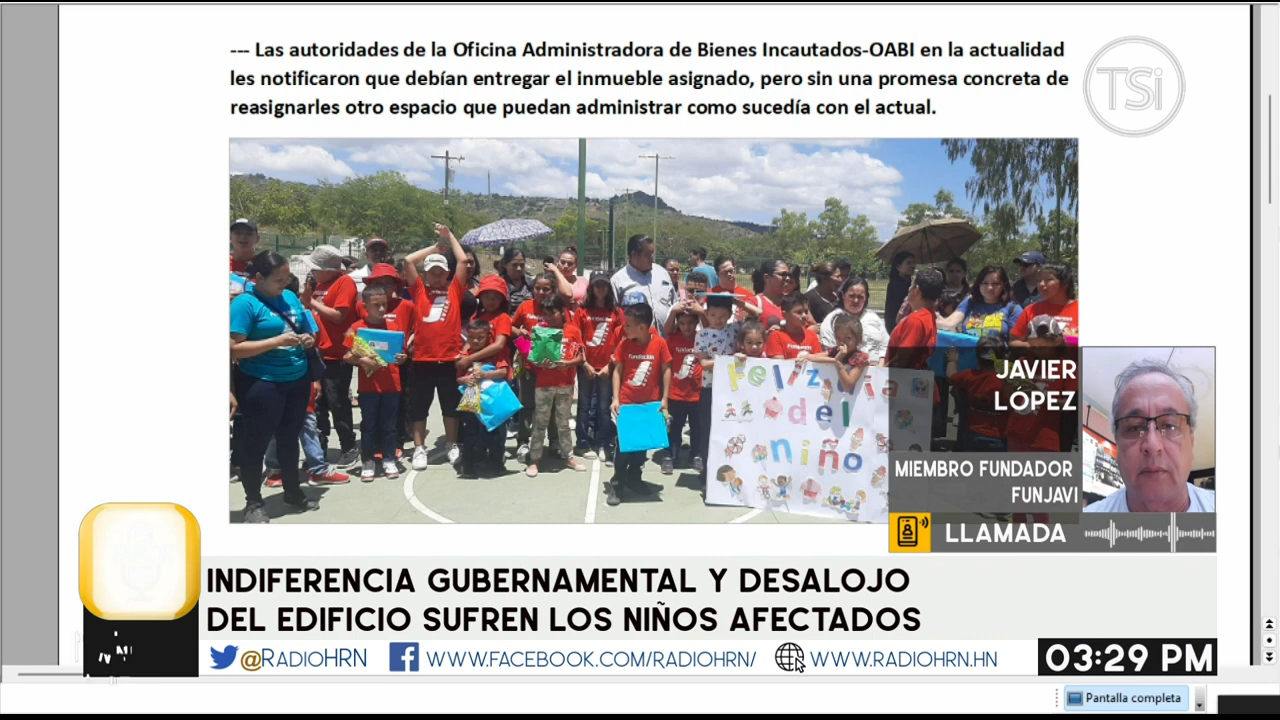 --- Las autoridades de la Oficina Administradora de Bienes Incautados-OABI en la actualidad
les notificaron que debían entregar el inmueble asignado, pero sin una promesa concreta de
reasignarles otro espacio que puedan administrar como sucedía con el actual.
TSi
Feliz día
del
niño
JAVIER
LÓPEZ
MIEMBRO FUNDADOR
FUNJAVI
LLAMADA
INDIFERENCIA GUBERNAMENTAL Y DESALOJO
DEL EDIFICIO SUFREN LOS NIÑOS AFECTADOS
@RADIOHRN
WWW.FACEBOOK.COM/RADIOHRN/
WWW.RADIOHRN.HN
03:29 PM
Pantalla completa